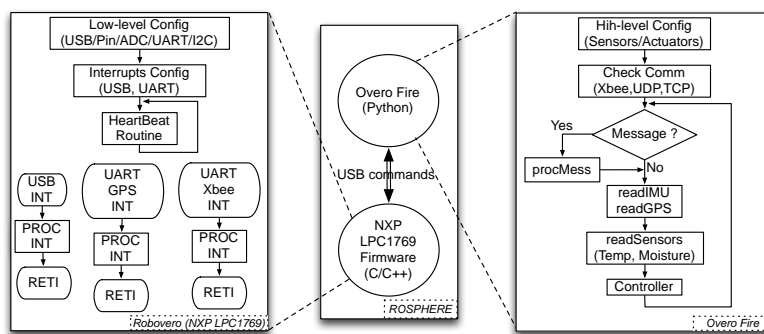 Low-level Config
(USB/Pin/ADC/UART/I2C)
Interrupts Config
(USB, UART)
HeartBeat
Routine
USB
INT
PROC
INT
RETI
UART
GPS
INT
PROC
INT
RETI
UART
Xbee
INT
PROC
INT
RETI
Robovero (NXP LPC1769)
Overo Fire
(Python)
USB commands
NXP
LPC1769
Firmware
(C/C++)
ROSPHERE
Hih-level Config
(Sensors/Actuators)
Check Comm
(Xbee,UDP,TCP)
Message ?
Yes
No
procMess
readIMU
readGPS
readSensors
(Temp, Moisture)
Controller
Overo Fire